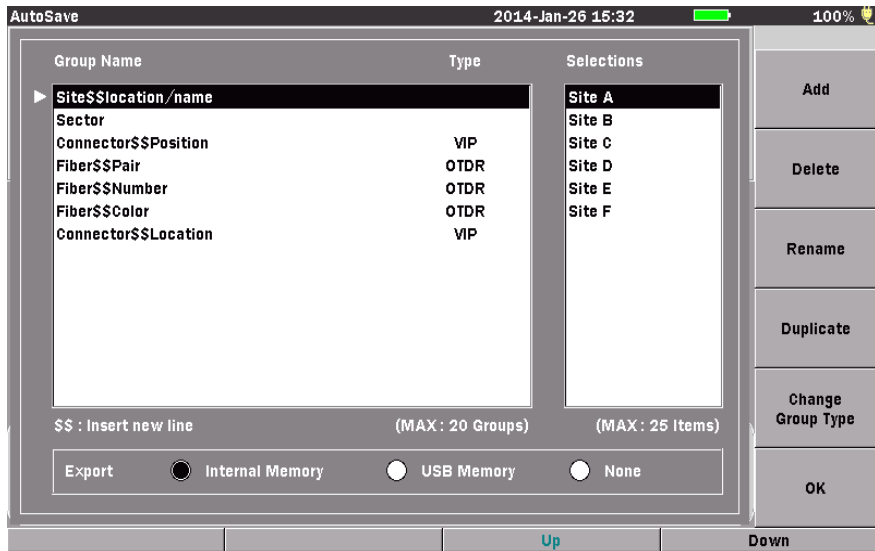 AutoSave 2014-Jan-26 15:32 100%
Group Name Type Selections
Site$$location/name Site A
Sector Site B
Connector$$Position VIP Site C
Fiber$$Pair OTDR Site D
Fiber$$Number OTDR Site E
Fiber$$Color OTDR Site F
Connector$$Location VIP
$$ : Insert new line (MAX : 20 Groups) (MAX : 25 Items)
Export Internal Memory USB Memory None
Add
Delete
Rename
Duplicate
Change
Group Type
OK
Up Down